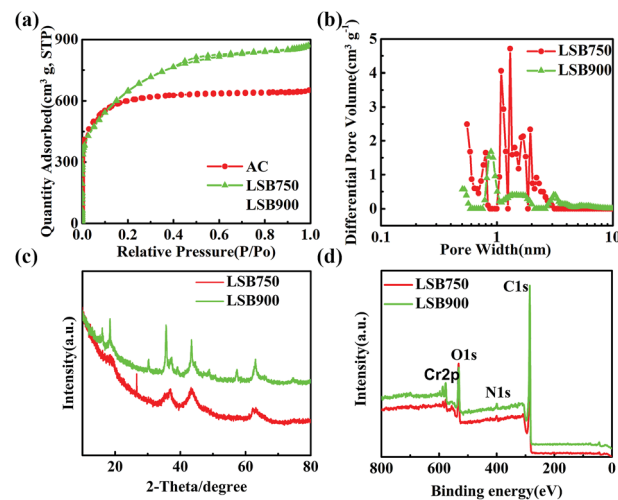 (a)
Quantity Adsorbed(cm³ g, STP)
900
600
300
0
AC
LSB750
LSB900
0.0 0.2 0.4 0.6 0.8 1.0
Relative Pressure(P/Po)
(b)
Differential Pore Volume(cm³ g⁻¹)
5
4
3
2
1
0
LSB750
LSB900
0.1 1 10
Pore Width(nm)
(c)
Intensity(a.u.)
LSB750
LSB900
20 40 60 80
2-Theta/degree
(d)
Intensity(a.u.)
LSB750
LSB900
C1s
O1s
Cr2p
N1s
800 600 400 200 0
Binding energy(eV)